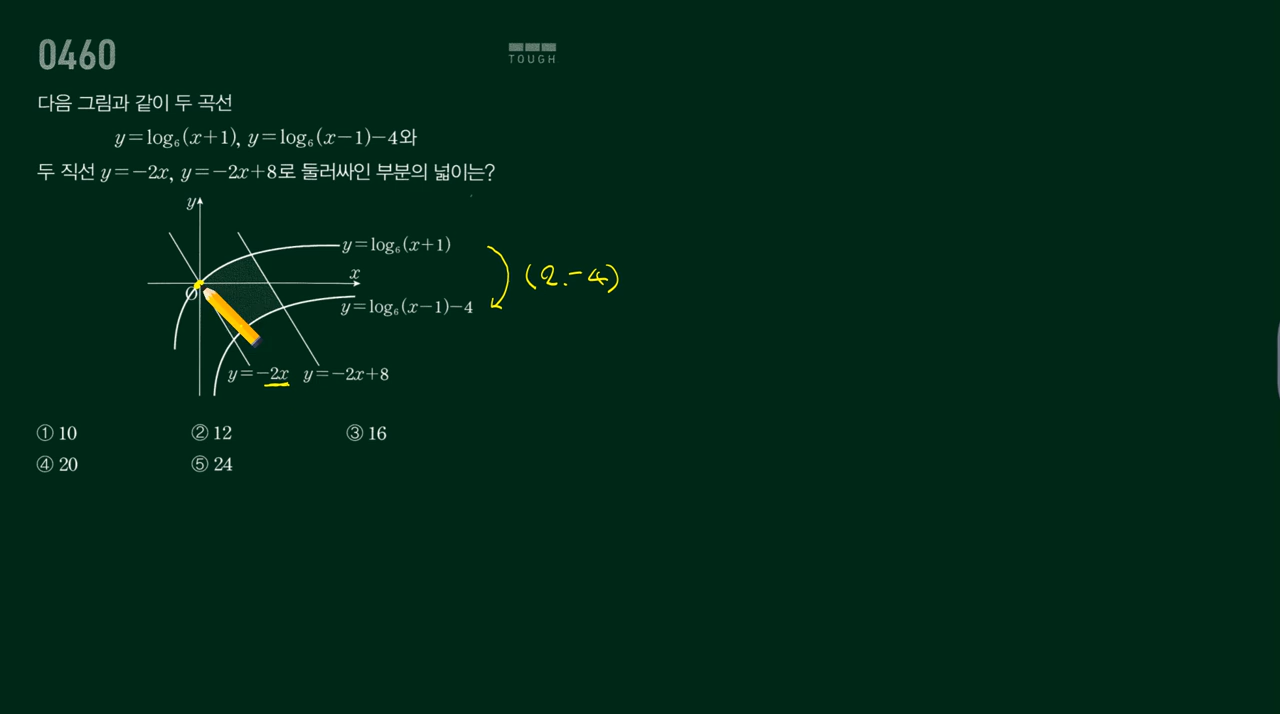 0460
TOUGH
다음 그림과 같이 두 곡선
y=log₆(x+1), y=log₆(x-1)-4와
두 직선 y=-2x, y=-2x+8로 둘러싸인 부분의 넓이는?
y
y=log₆(x+1)
x
(2.-4)
O
y=log₆(x-1)-4
y=-2x y=-2x+8
① 10 ② 12 ③ 16
④ 20 ⑤ 24